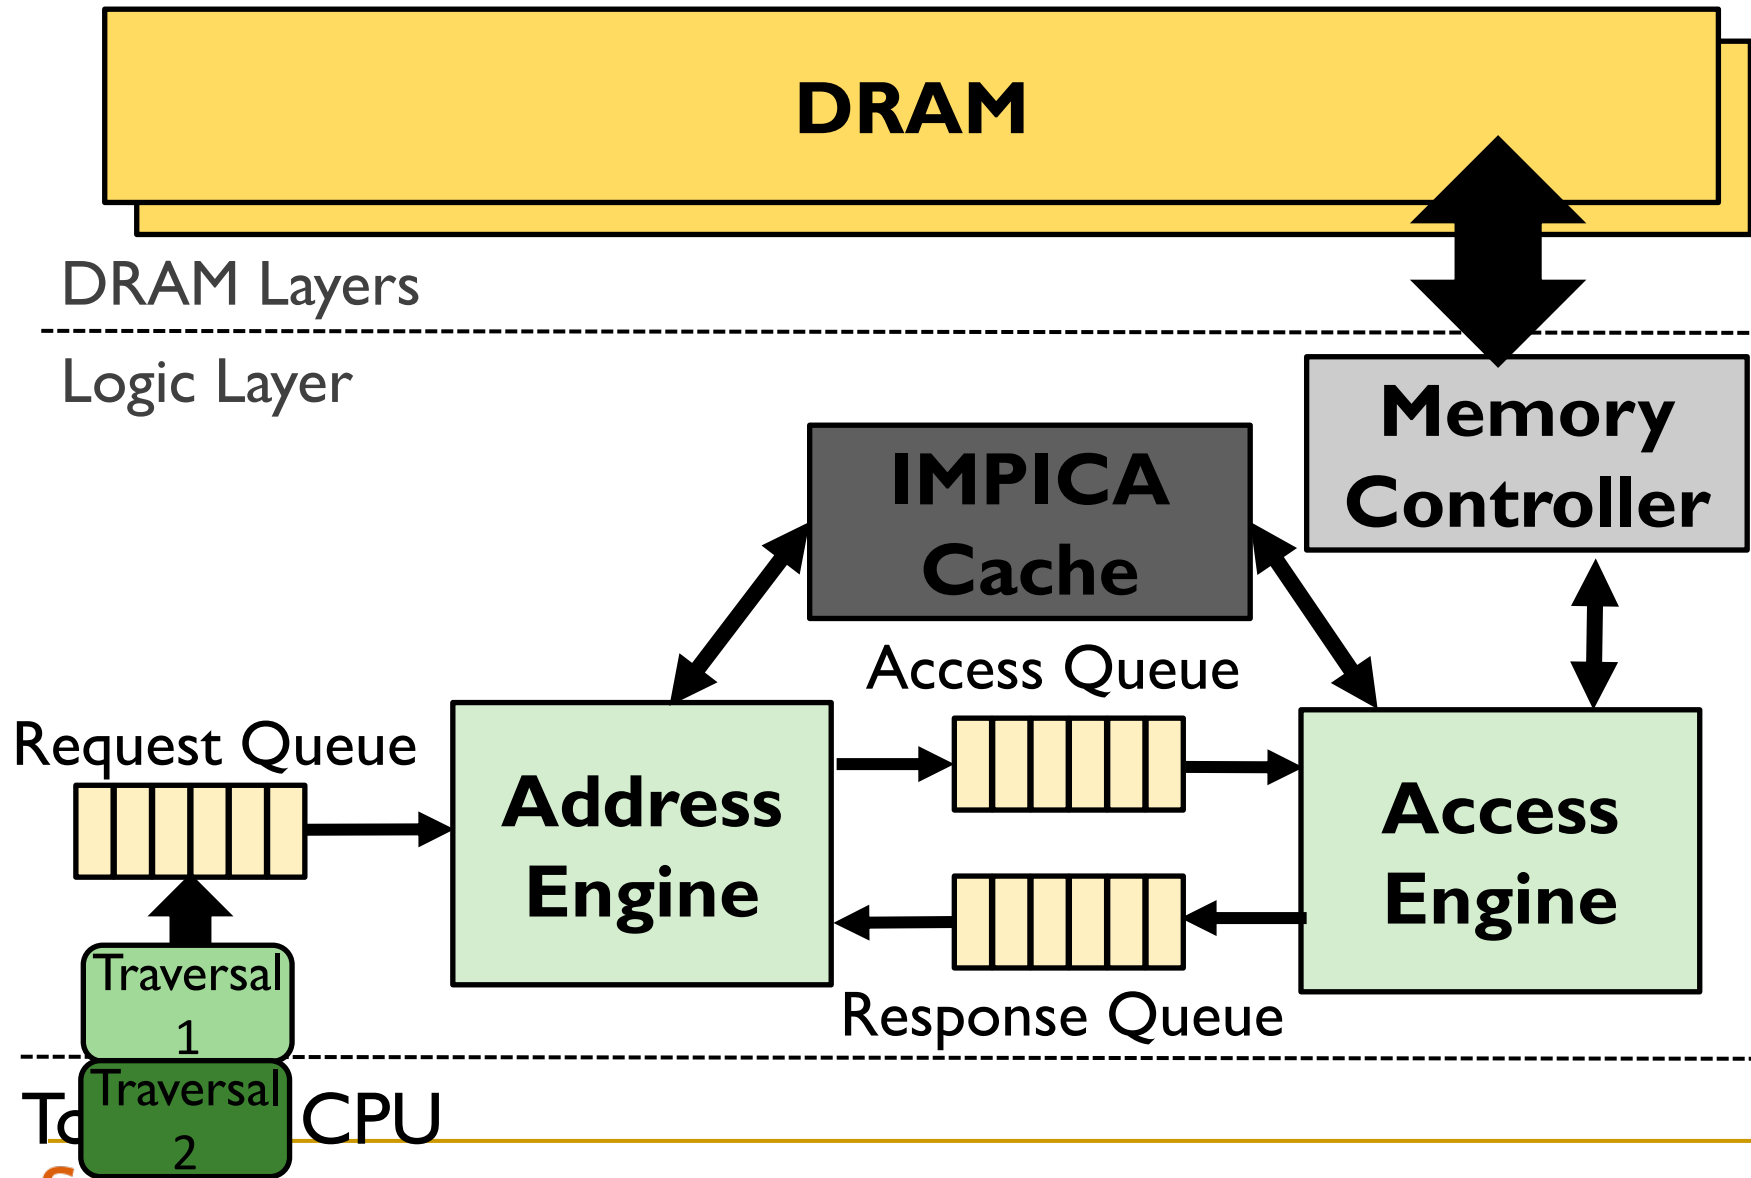 DRAM
DRAM Layers
Logic Layer
Memory
Controller
IMPICA
Cache
Access Queue
Request Queue
Address
Engine
Access
Engine
Response Queue
Traversal
1
Traversal
2
CPU